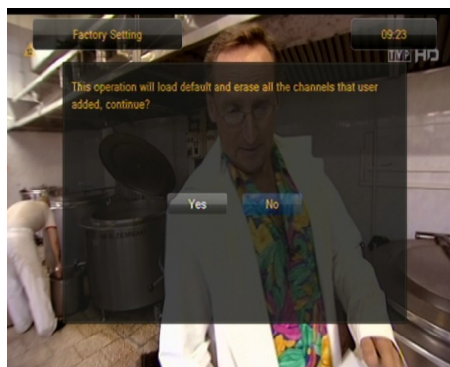 Factory Setting
09:23
TVP HD
This operation will load default and erase all the channels that user
added, continue?
Yes
No